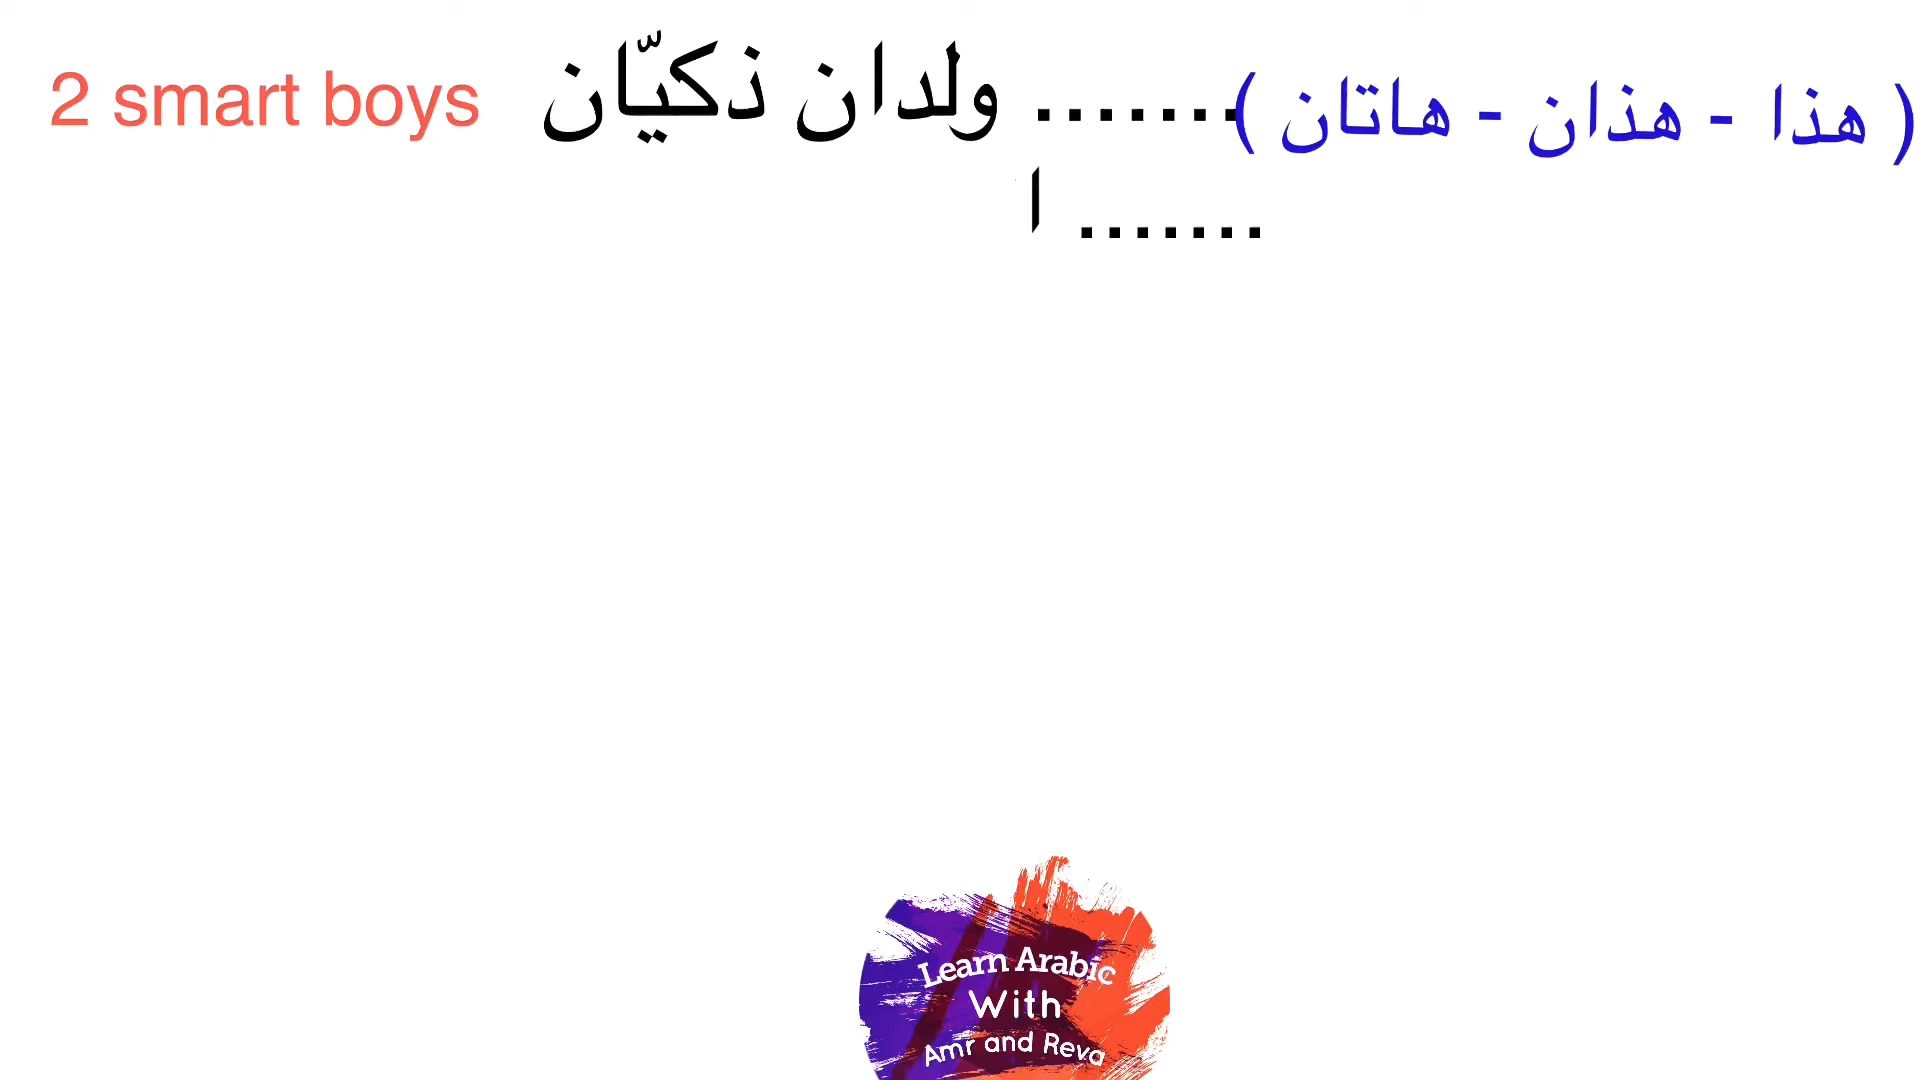 ( هذا - هذان - هاتان ) ....... ولدان ذكيّان 2 smart boys
....... ا
Learn Arabic
With
Amr and Reva